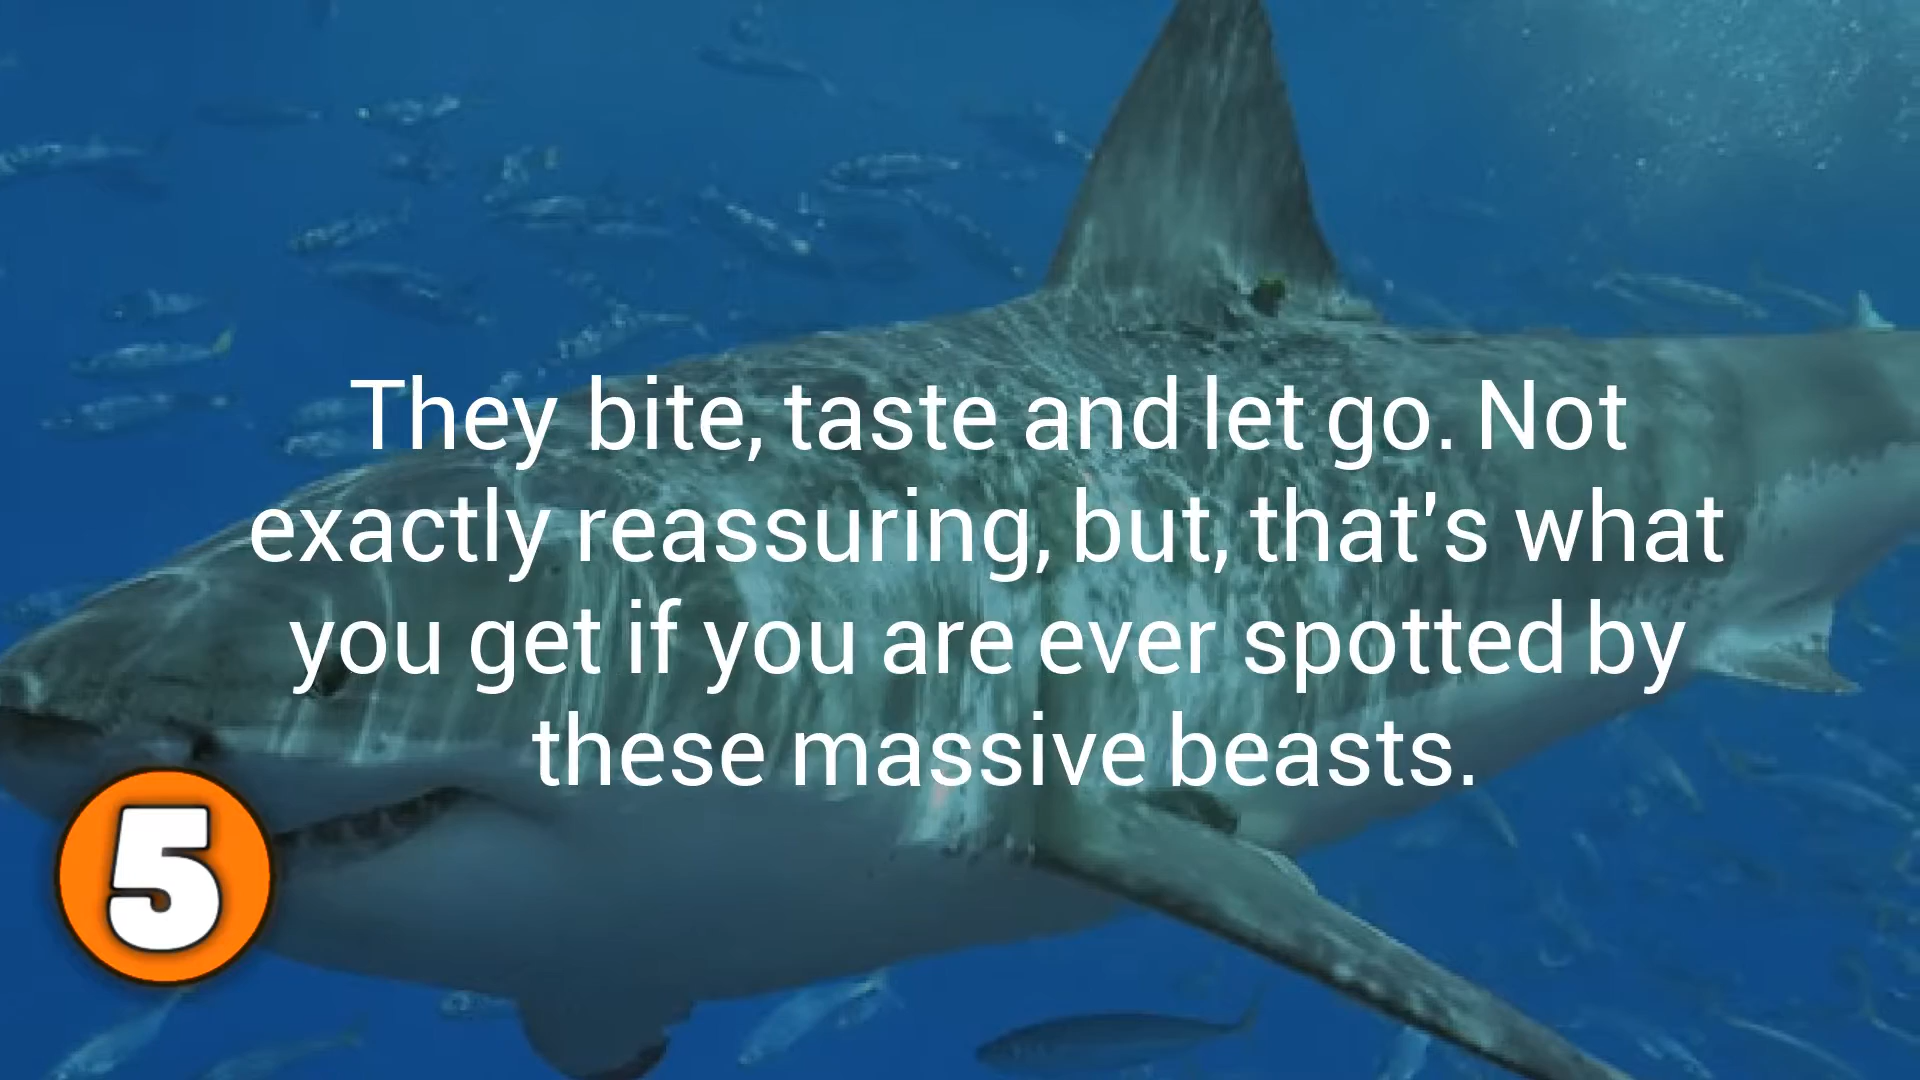 They bite, taste and let go. Not
exactly reassuring, but, that's what
you get if you are ever spotted by
these massive beasts.
5